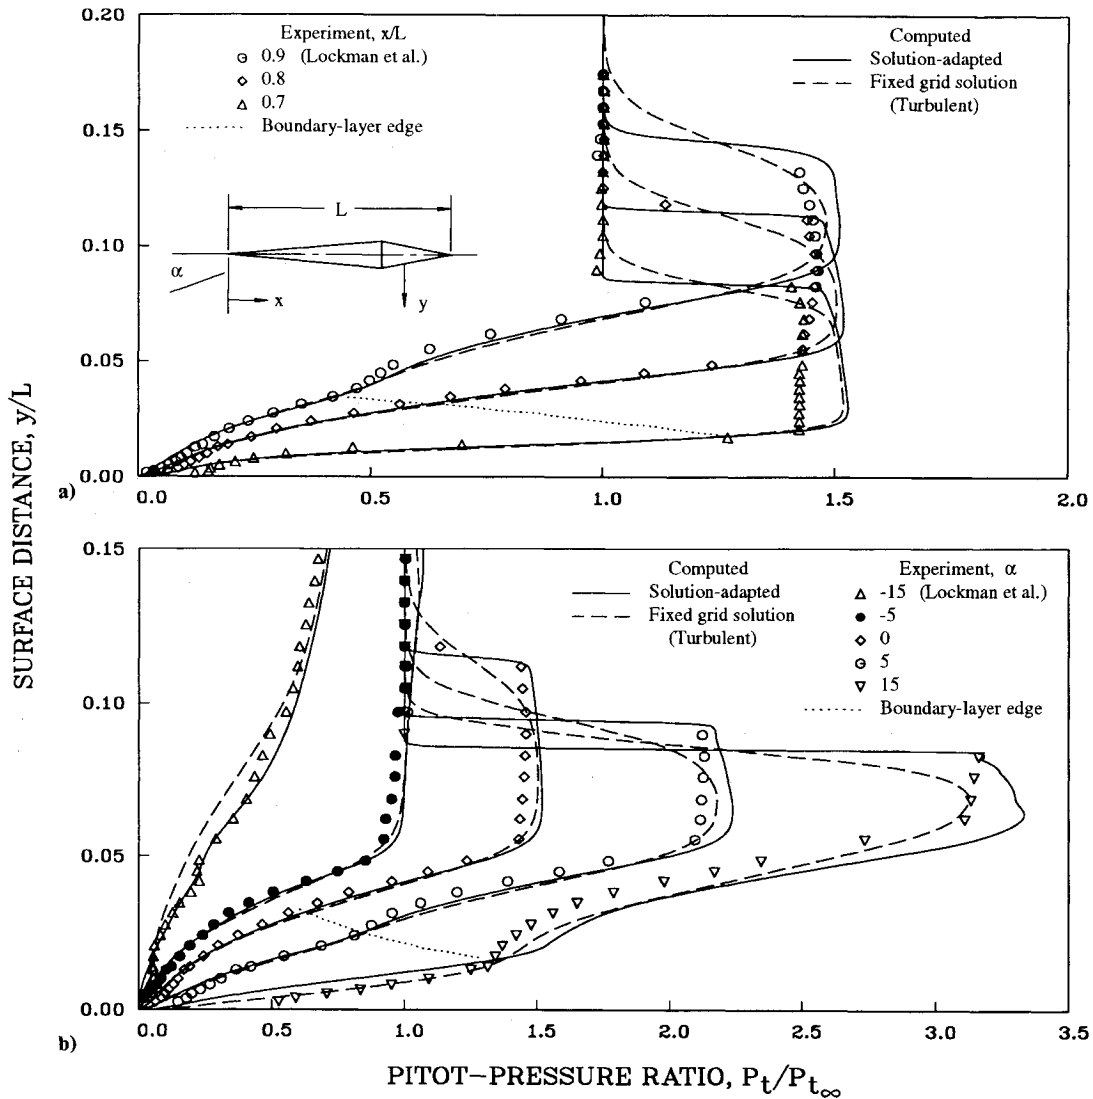 SURFACE DISTANCE, y/L
0.20
0.15
0.10
0.05
0.00
Experiment, x/L
0.9 (Lockman et al.)
0.8
0.7
Boundary-layer edge
Computed
Solution-adapted
Fixed grid solution
(Turbulent)
L
α
x
y
a)
0.0
0.5
1.0
1.5
2.0
0.15
0.10
0.05
0.00
Computed
Solution-adapted
Fixed grid solution
(Turbulent)
Experiment, α
-15 (Lockman et al.)
-5
0
5
15
Boundary-layer edge
b)
0.0
0.5
1.0
1.5
2.0
2.5
3.0
3.5
PITOT-PRESSURE RATIO, Pt/Pt∞